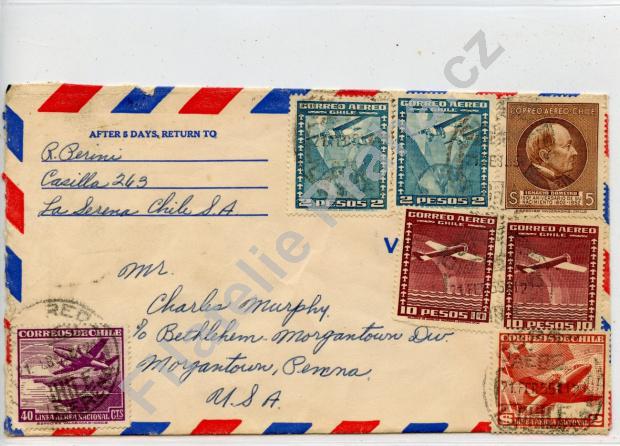 AFTER 5 DAYS, RETURN TO
R. Perini
Casilla 263
La Serena Chile S.A
CORREO AEREO
CHILE
2 PESOS 2
CORREO AEREO
CHILE
2 PESOS 2
CORREO AEREO-CHILE
IGNACIO DOMEYKO
$ 5
CORREO AEREO
CHILE
10 PESOS 10
CORREO AEREO
CHILE
10 PESOS 10
V
Mr.
Charles Murphy
c/o Bethlehem Morgantown Div.
Morgantown, Penna
U.S.A
CORREOS DE CHILE
40 LINEA AEREA NACIONAL CTS
CORREOS DE CHILE
LINEA AEREA NACIONAL
$ 2
Filatelie
cz